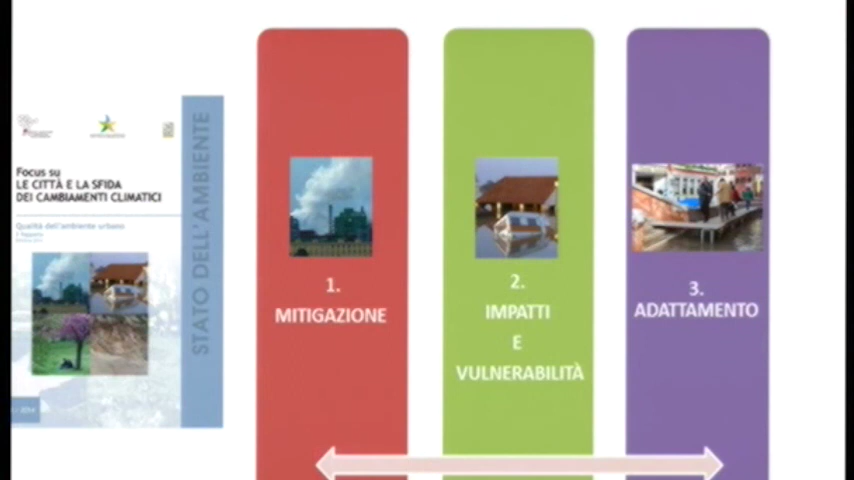 Focus su
LE CITTÀ E LA SFIDA
DEI CAMBIAMENTI CLIMATICI
Qualità dell'ambiente urbano
STATO DELL'AMBIENTE
1.
MITIGAZIONE
2.
IMPATTI
E
VULNERABILITÀ
3.
ADATTAMENTO